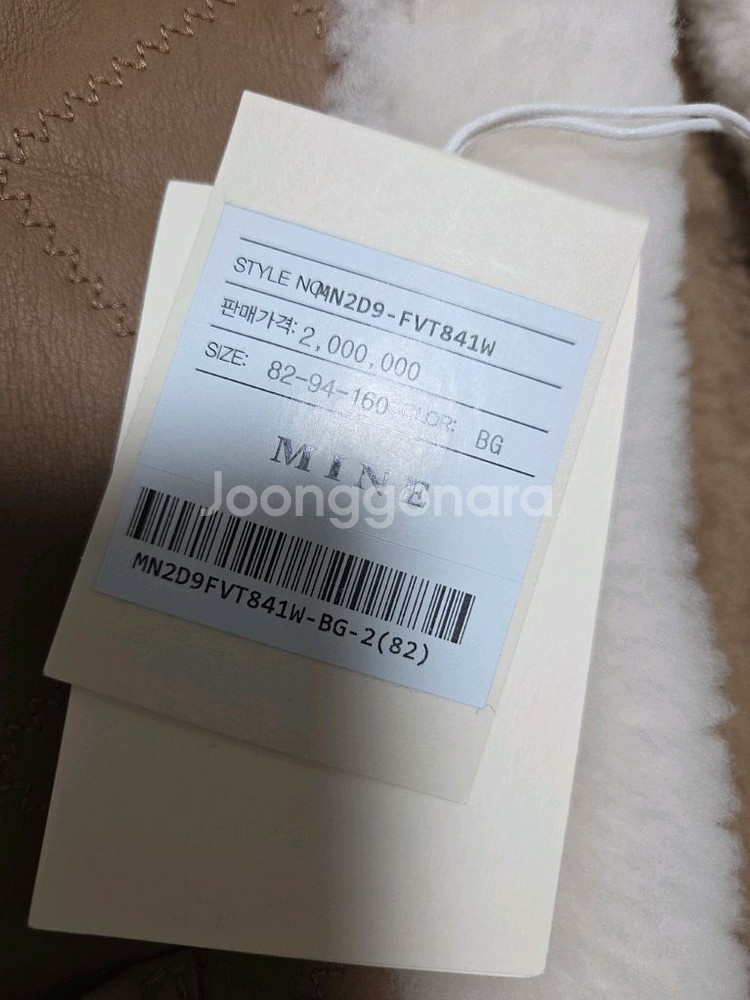 STYLE NO: MN2D9-FVT841W
판매가격: 2,000,000
SIZE: 82-94-160 COLOR: BG
MINE
Joonggonara
MN2D9FVT841W-BG-2(82)